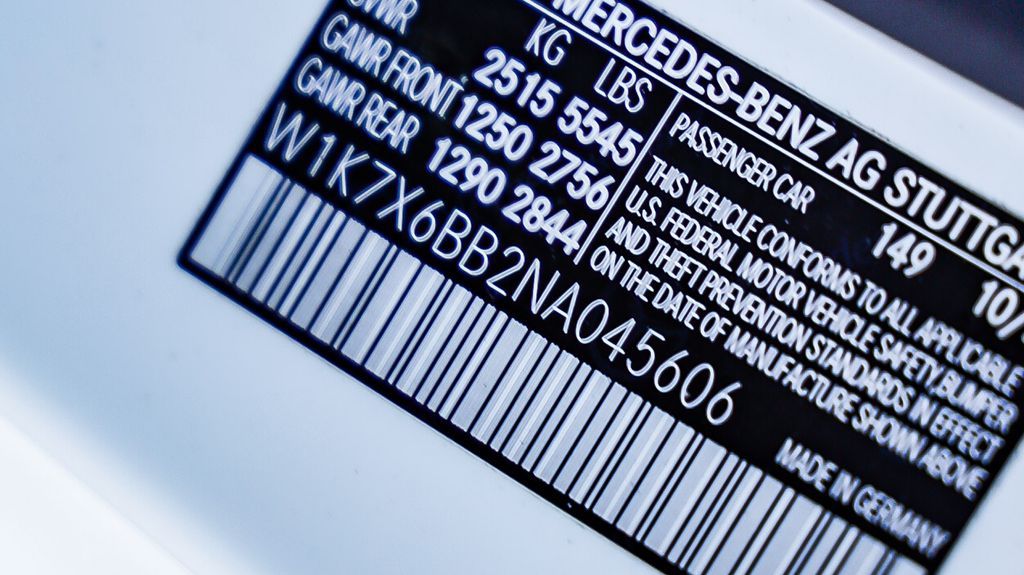 MERCEDES-BENZ AG STUTTGA
GVWR
KG LBS
2515 5545
GAWR FRONT 1250 2756
GAWR REAR 1290 2844
W1K7X6BB2NA045606
PASSENGER CAR
149
10/
THIS VEHICLE CONFORMS TO ALL APPLICABLE
U.S. FEDERAL MOTOR VEHICLE SAFETY, BUMPER
AND THEFT PREVENTION STANDARDS IN EFFECT
ON THE DATE OF MANUFACTURE SHOWN ABOVE
MADE IN GERMANY